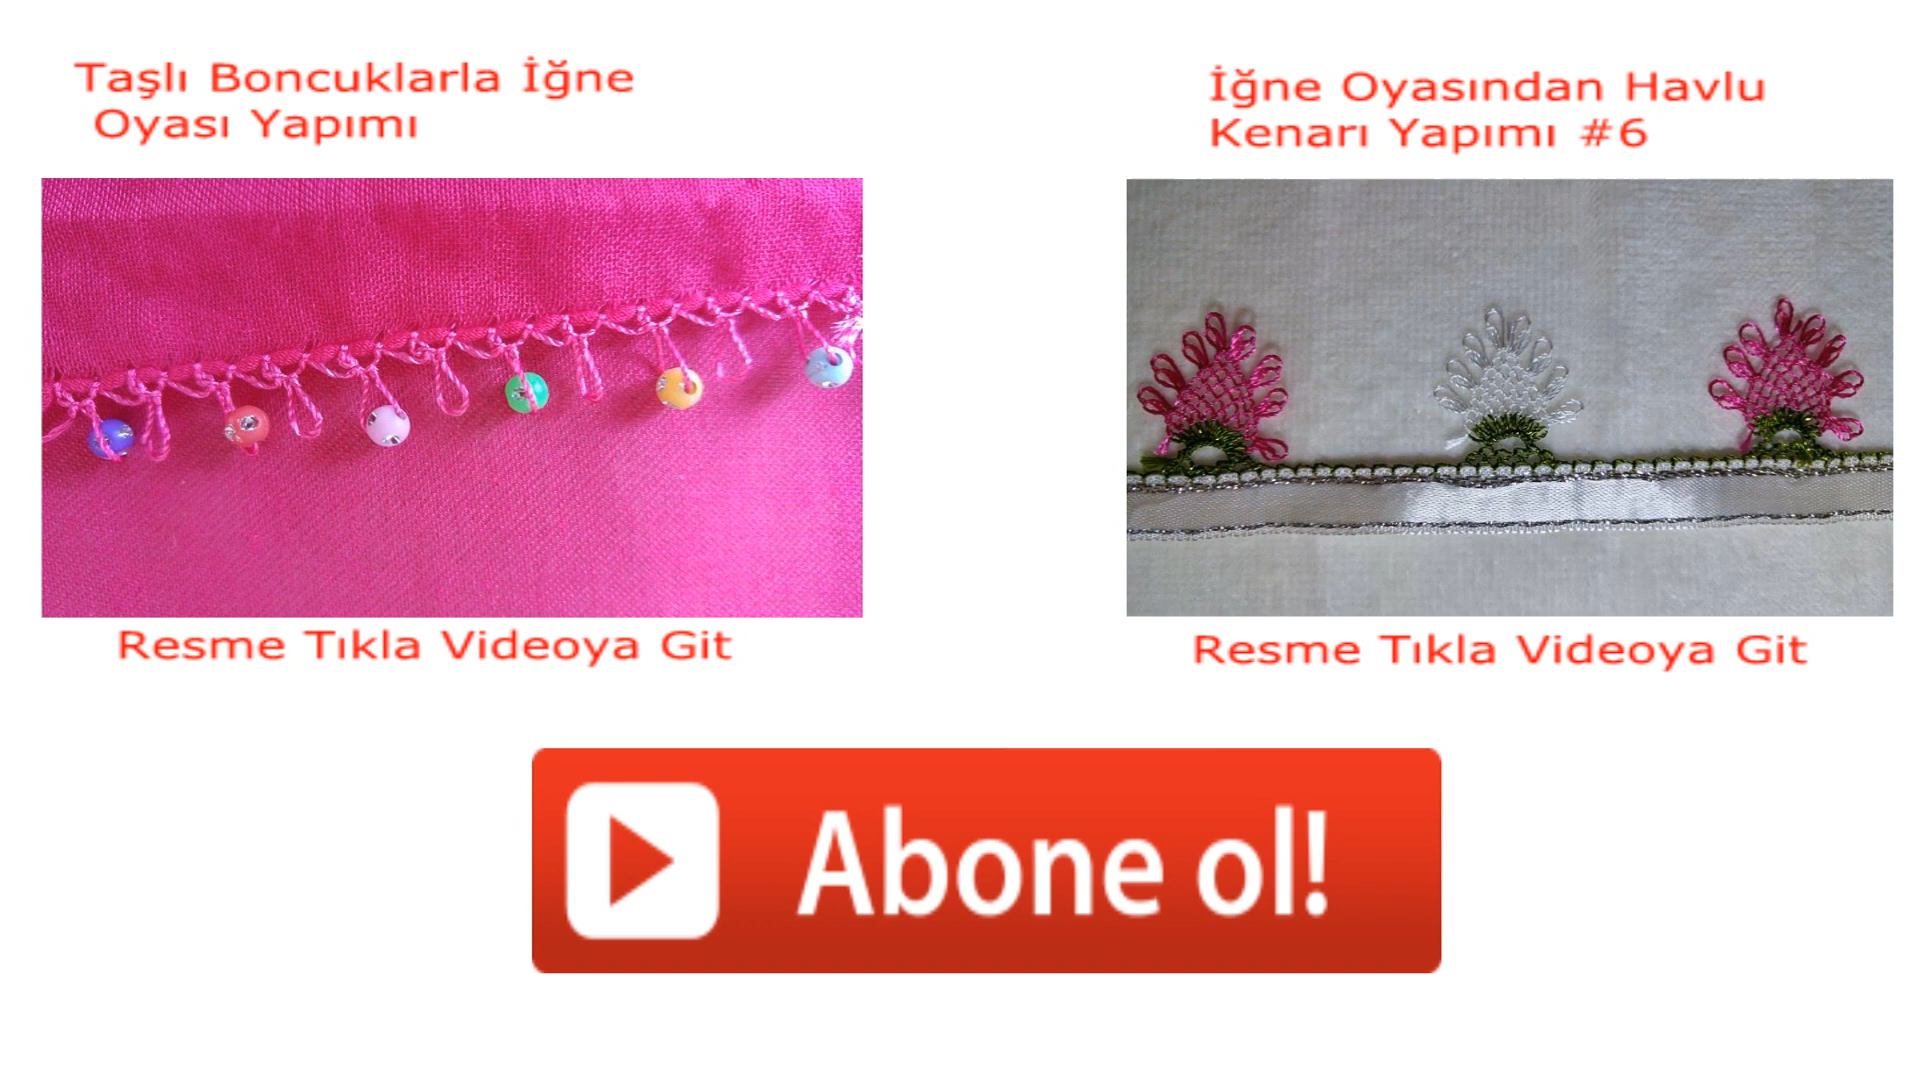 Taşlı Boncuklarla İğne
Oyası Yapımı
İğne Oyasından Havlu
Kenarı Yapımı #6
Resme Tıkla Videoya Git
Resme Tıkla Videoya Git
Abone ol!